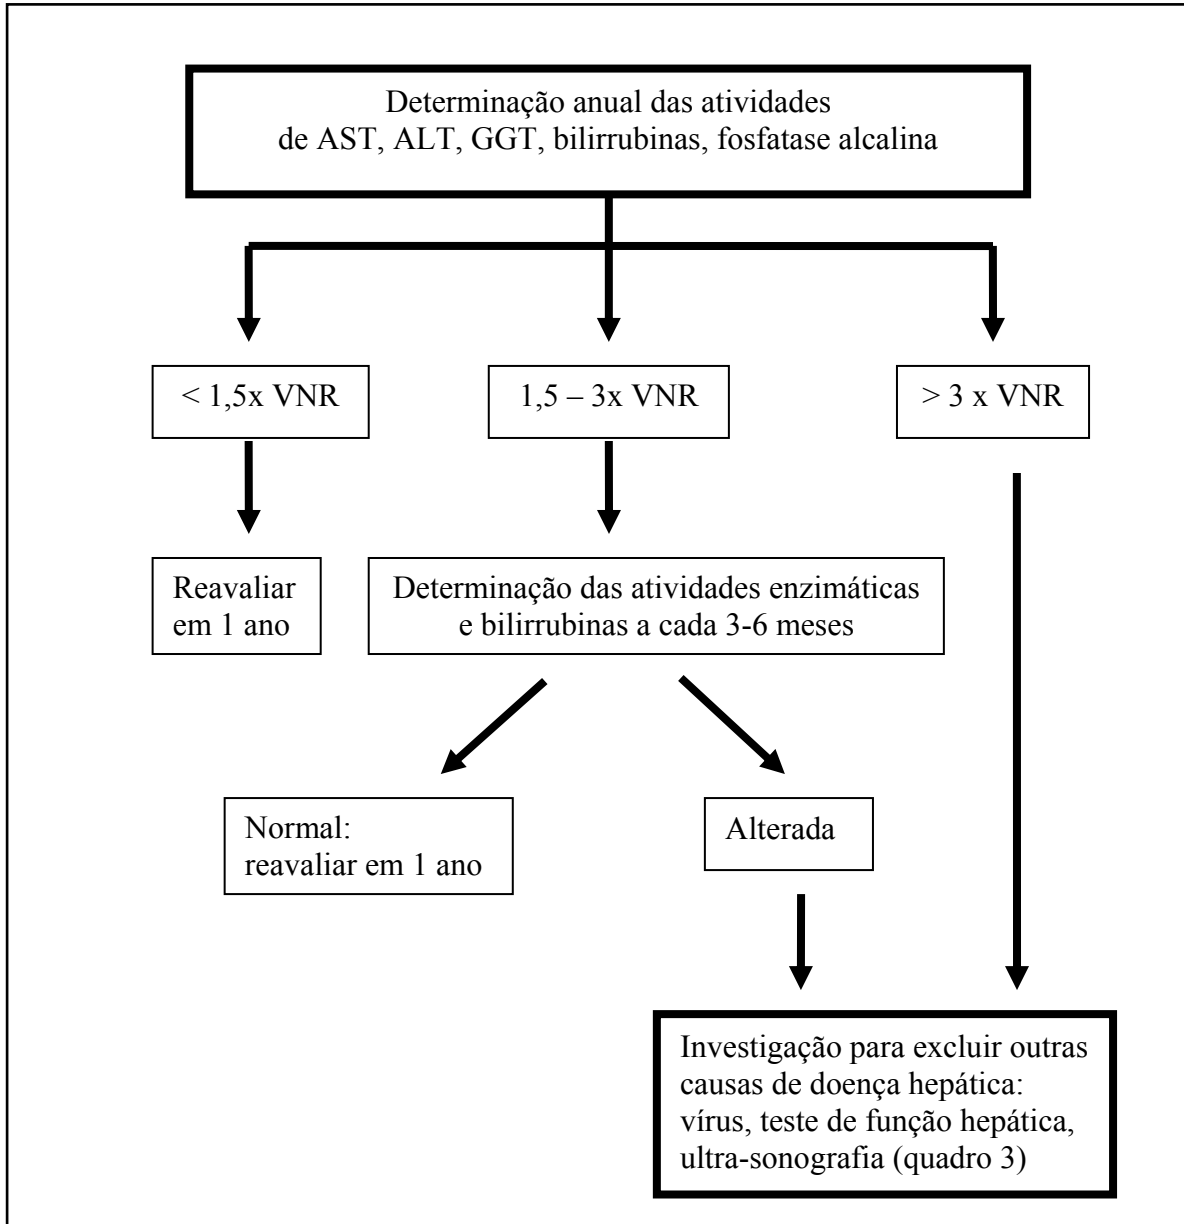 Determinação anual das atividades
de AST, ALT, GGT, bilirrubinas, fosfatase alcalina
< 1,5x VNR
1,5 – 3x VNR
> 3 x VNR
Reavaliar
em 1 ano
Determinação das atividades enzimáticas
e bilirrubinas a cada 3-6 meses
Normal:
reavaliar em 1 ano
Alterada
Investigação para excluir outras
causas de doença hepática:
vírus, teste de função hepática,
ultra-sonografia (quadro 3)